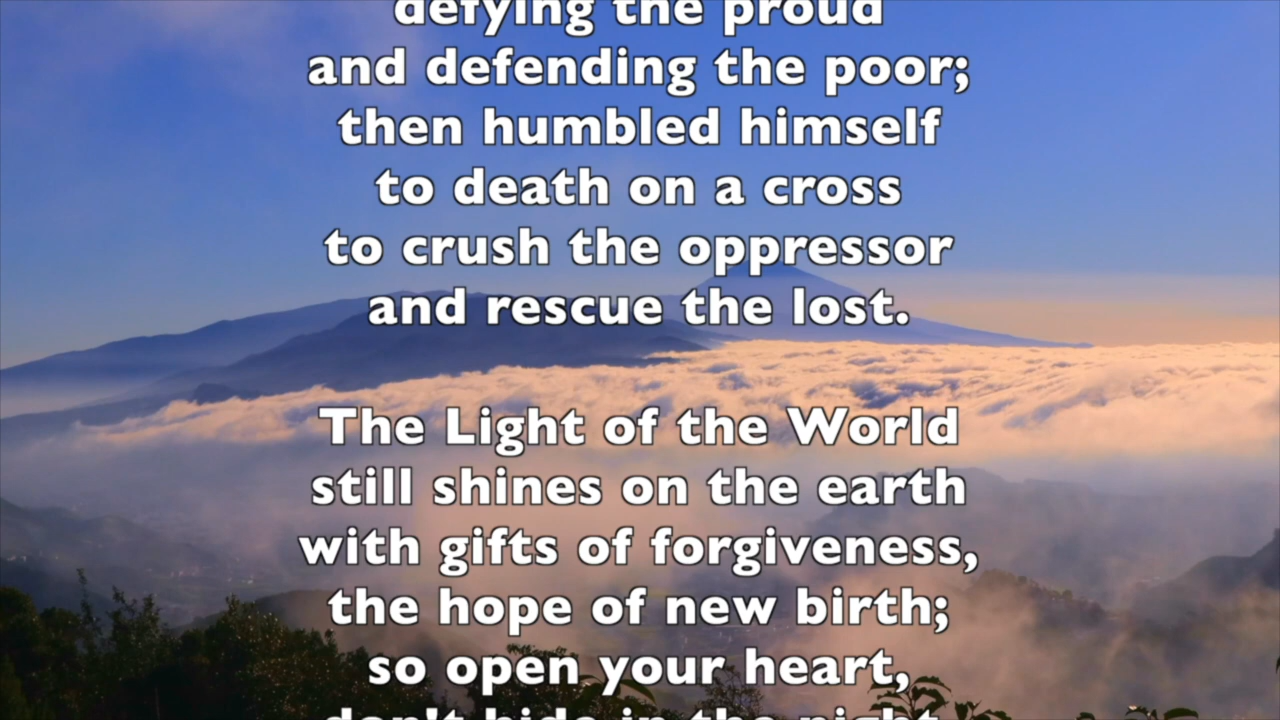 defying the proud
and defending the poor;
then humbled himself
to death on a cross
to crush the oppressor
and rescue the lost.
The Light of the World
still shines on the earth
with gifts of forgiveness,
the hope of new birth;
so open your heart,
don't hide in the night